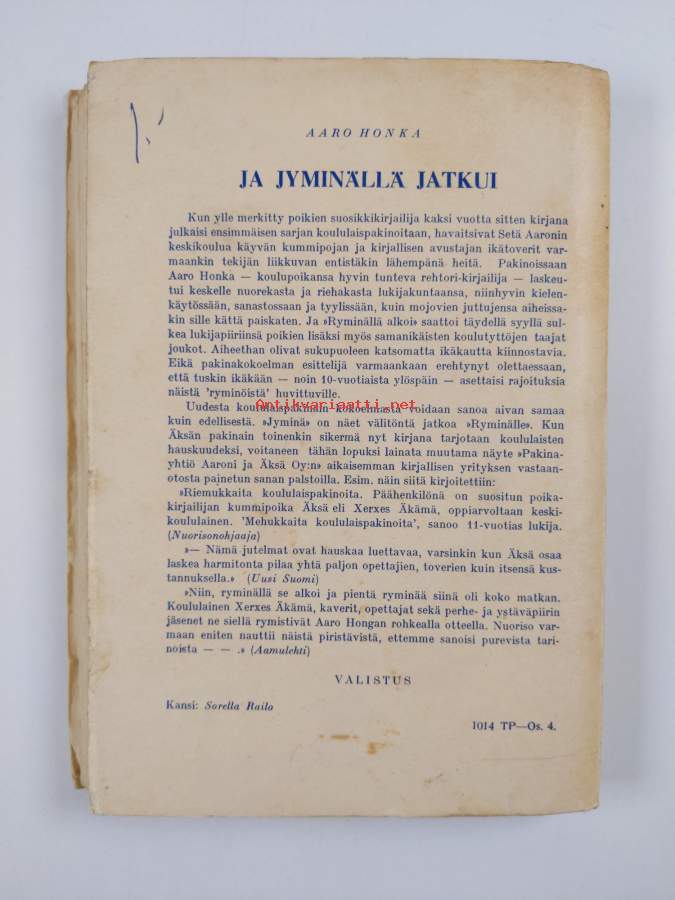 AARO HONKA
JA JYMINÄLLÄ JATKUI
Kun ylle merkitty poikien suosikkikirjailija kaksi vuotta sitten kirjana
julkaisi ensimmäisen sarjan koululaispakinoitaan, havaitsivat Setä Aaronin
keskikoulua käyvän kummipojan ja kirjallisen avustajan ikätoverit var-
maankin tekijän liikkuvan entistäkin lähempänä heitä. Pakinoissaan
Aaro Honka — koulupoikansa hyvin tunteva rehtori-kirjailija — laskeu-
tui keskelle nuorekasta ja riehakasta lukijakuntaansa, niinhyvin kielen-
käytössään, sanastossaan ja tyylissään, kuin mojovien juttujensa aiheissa-
kin sille kättä paiskaten. Ja »Ryminällä alkoi» saattoi täydellä syyllä sul-
kea lukijapiiriinsä poikien lisäksi myös samanikäisten koulutyttöjen taajat
joukot. Aiheethan olivat sukupuoleen katsomatta ikäkautta kiinnostavia.
Eikä pakinakokoelman esittelijä varmaankaan erehtynyt olettaessaan,
että tuskin ikäkään — noin 10-vuotiaista ylöspäin — asettaisi rajoituksia
näistä 'ryminöistä' huvittuville.
Antikvariaatti.net
Uudesta koululaispakinain kokoelmasta voidaan sanoa aivan samaa
kuin edellisestä. »Jyminä» on näet välitöntä jatkoa »Ryminälle». Kun
Äksän pakinain toinenkin sikermä nyt kirjana tarjotaan koululaisten
hauskuudeksi, voitaneen tähän lopuksi lainata muutama näyte »Pakina-
yhtiö Aaroni ja Äksä Oy:n» aikaisemman kirjallisen yrityksen vastaan-
otosta painetun sanan palstoilla. Esim. näin siitä kirjoitettiin:
»Riemukkaita koululaispakinoita. Päähenkilönä on suositun poika-
kirjailijan kummipoika Äksä eli Xerxes Äkämä, oppiarvoltaan keski-
koululainen. 'Mehukkaita koululaispakinoita', sanoo 11-vuotias lukija.
(Nuorisonohjaaja)
»— Nämä jutelmat ovat hauskaa luettavaa, varsinkin kun Äksä osaa
laskea harmitonta pilaa yhtä paljon opettajien, toverien kuin itsensä kus-
tannuksella.» (Uusi Suomi)
»Niin, ryminällä se alkoi ja pientä ryminää siinä oli koko matkan.
Koululainen Xerxes Äkämä, kaverit, opettajat sekä perhe- ja ystäväpiirin
jäsenet ne siellä rymistivät Aaro Hongan rohkealla otteella. Nuoriso var-
maan eniten nauttii näistä piristävistä, ettemme sanoisi purevista tari-
noista — — .» (Aamulehti)
VALISTUS
Kansi: Sorella Railo
1014 TP—Os. 4.